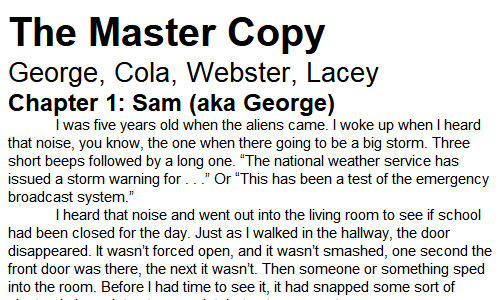 The Master Copy
George, Cola, Webster, Lacey
Chapter 1: Sam (aka George)
I was five years old when the aliens came. I woke up when I heard
that noise, you know, the one when there going to be a big storm. Three
short beeps followed by a long one. “The national weather service has
issued a storm warning for . . .” Or “This has been a test of the emergency
broadcast system.”
I heard that noise and went out into the living room to see if school
had been closed for the day. Just as I walked in the hallway, the door
disappeared. It wasn’t forced open, and it wasn’t smashed, one second the
front door was there, the next it wasn’t. Then someone or something sped
into the room. Before I had time to see it, it had snapped some sort of